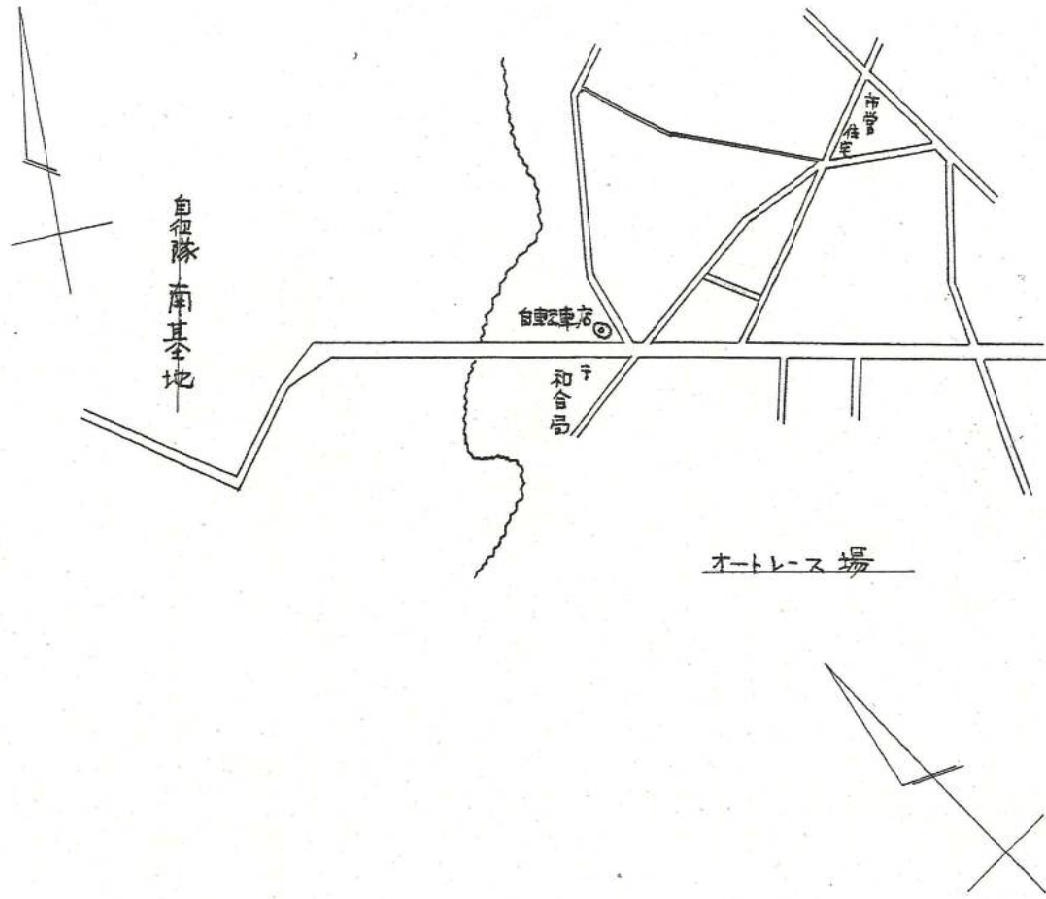 市営
住宅
自衛隊 南基地
自転車店
〒
和合局
オートレース 場